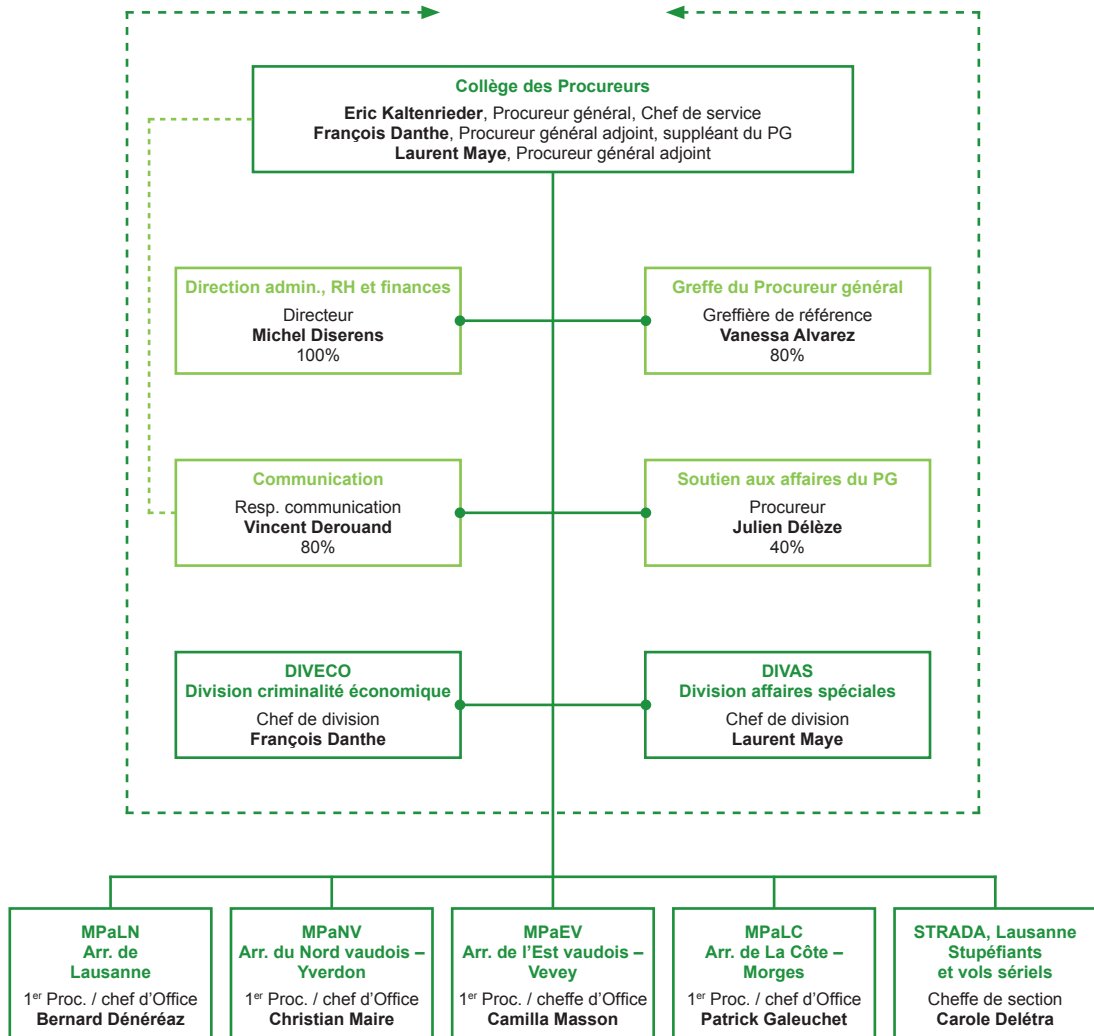 Collège des Procureurs
Eric Kaltenrieder, Procureur général, Chef de service
François Danthe, Procureur général adjoint, suppléant du PG
Laurent Maye, Procureur général adjoint
Direction admin., RH et finances
Directeur
Michel Diserens
100%
Greffe du Procureur général
Greffière de référence
Vanessa Alvarez
80%
Communication
Resp. communication
Vincent Derouand
80%
Soutien aux affaires du PG
Procureur
Julien Délèze
40%
DIVECO
Division criminalité économique
Chef de division
François Danthe
DIVAS
Division affaires spéciales
Chef de division
Laurent Maye
MPaLN
Arr. de
Lausanne
1er Proc. / chef d’Office
Bernard Dénéréaz
MPaNV
Arr. du Nord vaudois –
Yverdon
1er Proc. / chef d’Office
Christian Maire
MPaEV
Arr. de l’Est vaudois –
Vevey
1er Proc. / cheffe d’Office
Camilla Masson
MPaLC
Arr. de La Côte –
Morges
1er Proc. / chef d’Office
Patrick Galeuchet
STRADA, Lausanne
Stupéfiants
et vols sériels
Cheffe de section
Carole Delétra